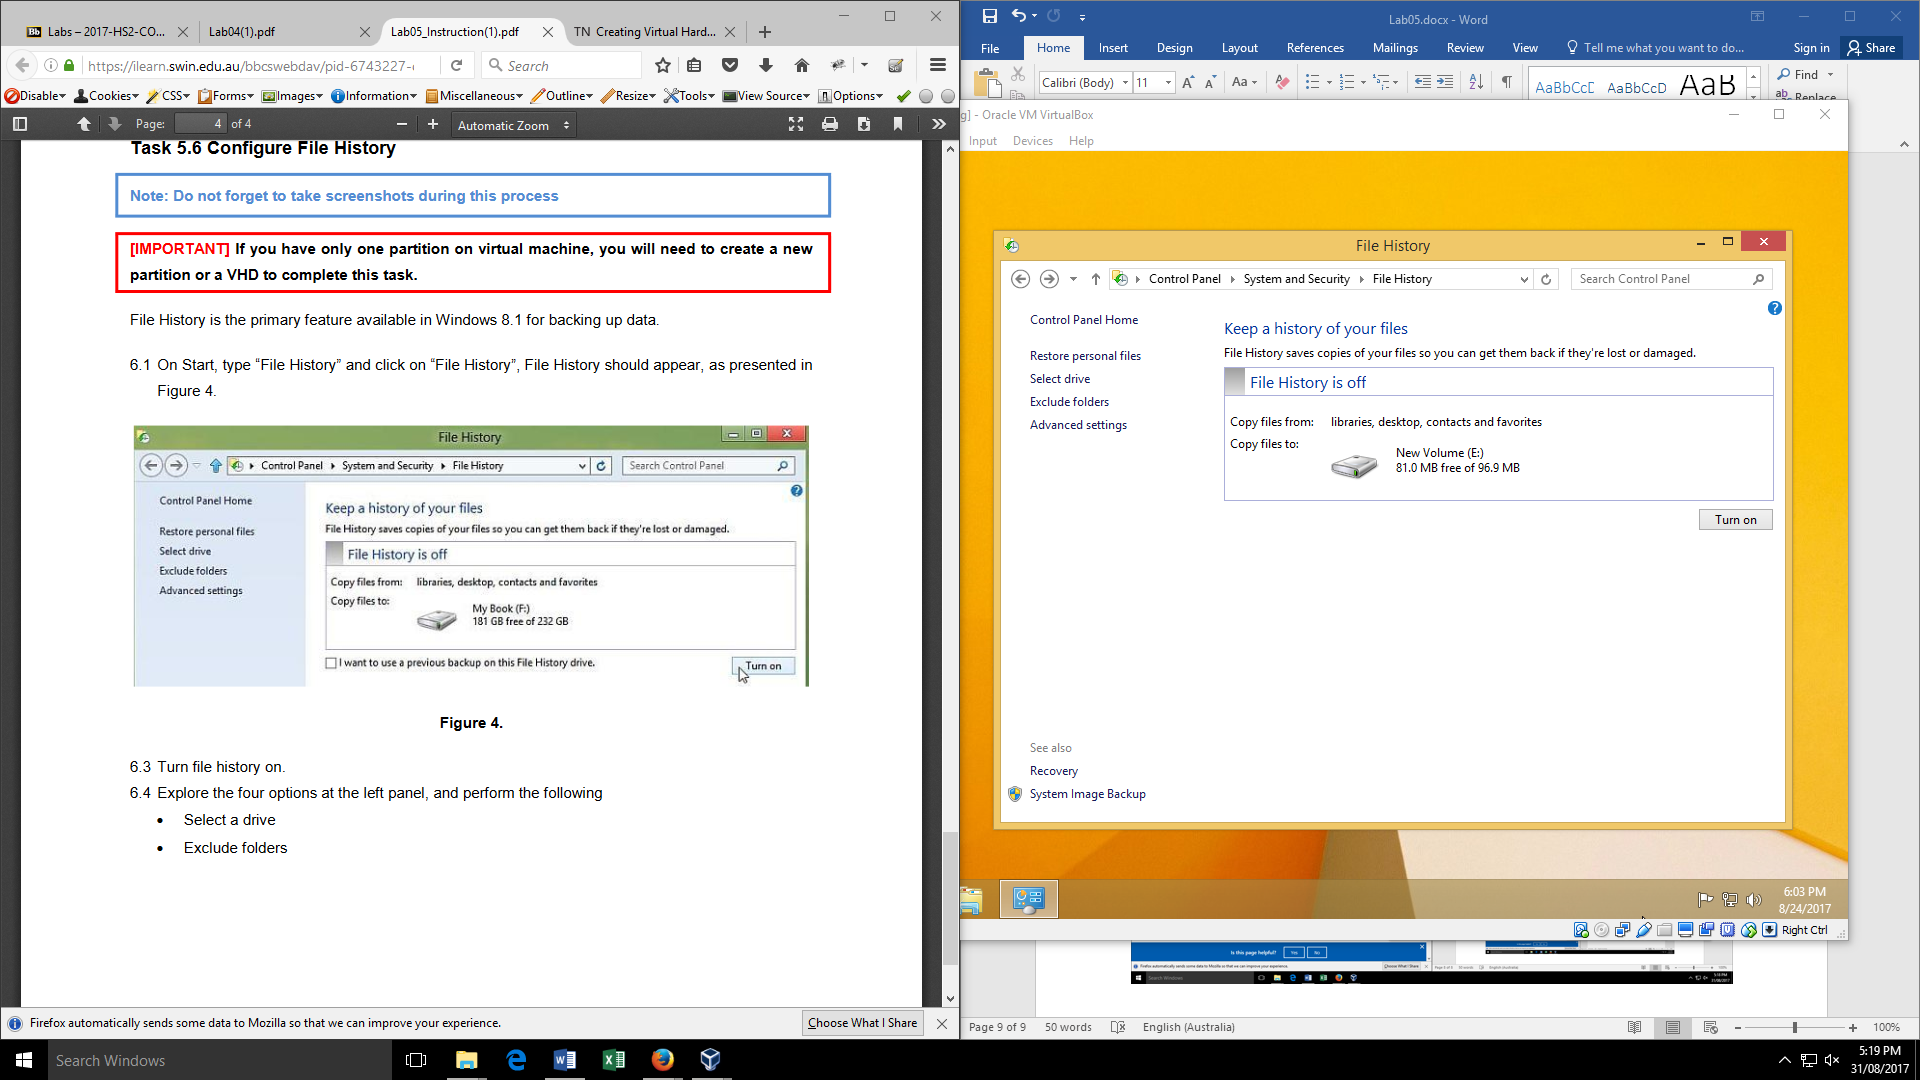 Labs – 2017-HS2-CO...
Lab04(1).pdf
Lab05_Instruction(1).pdf
TN Creating Virtual Hard...
https://ilearn.swin.edu.au/bbcswebdav/pid-6743227-
Search
Disable Cookies CSS Forms Images Information Miscellaneous Outline Resize Tools View Source Options
Page: 4 of 4
Automatic Zoom
Task 5.6 Configure File History
Note: Do not forget to take screenshots during this process
[IMPORTANT] If you have only one partition on virtual machine, you will need to create a new
partition or a VHD to complete this task.
File History is the primary feature available in Windows 8.1 for backing up data.
6.1 On Start, type “File History” and click on “File History”, File History should appear, as presented in
Figure 4.
File History
Control Panel System and Security File History
Search Control Panel
Control Panel Home
Restore personal files
Select drive
Exclude folders
Advanced settings
Keep a history of your files
File History saves copies of your files so you can get them back if they're lost or damaged.
File History is off
Copy files from: libraries, desktop, contacts and favorites
Copy files to:
My Book (F:)
181 GB free of 232 GB
I want to use a previous backup on this File History drive.
Turn on
Figure 4.
6.3 Turn file history on.
6.4 Explore the four options at the left panel, and perform the following
• Select a drive
• Exclude folders
Firefox automatically sends some data to Mozilla so that we can improve your experience.
Choose What I Share
Lab05.docx - Word
File Home Insert Design Layout References Mailings Review View Tell me what you want to do...
Sign in Share
Calibri (Body) 11
Aa
AaBbCcDc AaBbCcDc AaB
Find
Replace
g] - Oracle VM VirtualBox
Input Devices Help
File History
Control Panel System and Security File History
Search Control Panel
Control Panel Home
Restore personal files
Select drive
Exclude folders
Advanced settings
Keep a history of your files
File History saves copies of your files so you can get them back if they're lost or damaged.
File History is off
Copy files from: libraries, desktop, contacts and favorites
Copy files to:
New Volume (E:)
81.0 MB free of 96.9 MB
Turn on
See also
Recovery
System Image Backup
6:03 PM
8/24/2017
Right Ctrl
Is this page helpful? Yes No
Page 9 of 9 50 words English (Australia)
100%
Search Windows
5:19 PM
31/08/2017